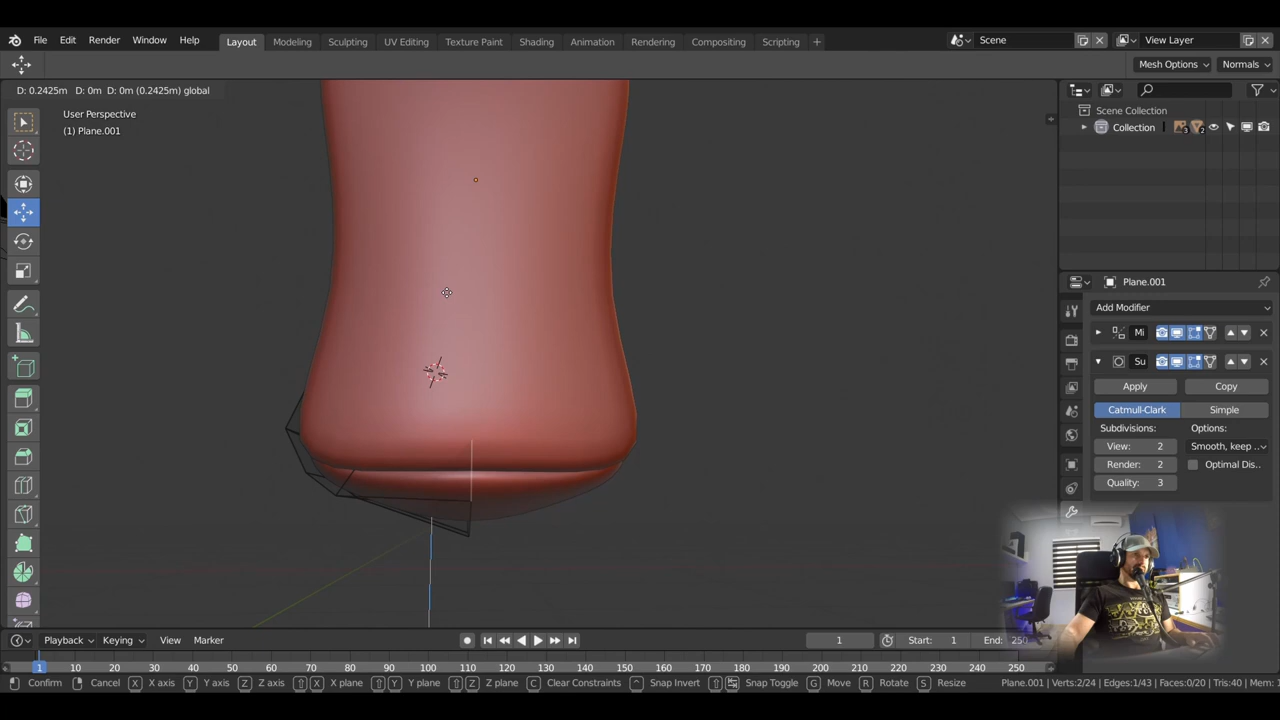 File Edit Render Window Help Layout Modeling Sculpting UV Editing Texture Paint Shading Animation Rendering Compositing Scripting + Scene View Layer
Mesh Options Normals
D: 0.2425m D: 0m D: 0m (0.2425m) global
User Perspective
(1) Plane.001
Scene Collection
Collection 3 2
Plane.001
Add Modifier
Mi
Su
Apply Copy
Catmull-Clark Simple
Subdivisions: Options:
View: 2 Smooth, keep ..
Render: 2 Optimal Dis..
Quality: 3
Playback Keying View Marker 1 Start: 1 End: 250
1 10 20 30 40 50 60 70 80 90 100 110 120 130 140 150 160 170 180 190 200 210 220 230 240 250
Confirm Cancel X X axis Y Y axis Z Z axis X X plane Y Y plane Z Z plane C Clear Constraints Snap Invert Snap Toggle G Move R Rotate S Resize Plane.001 | Verts:2/24 | Edges:1/43 | Faces:0/20 | Tris:40 | Mem: 1